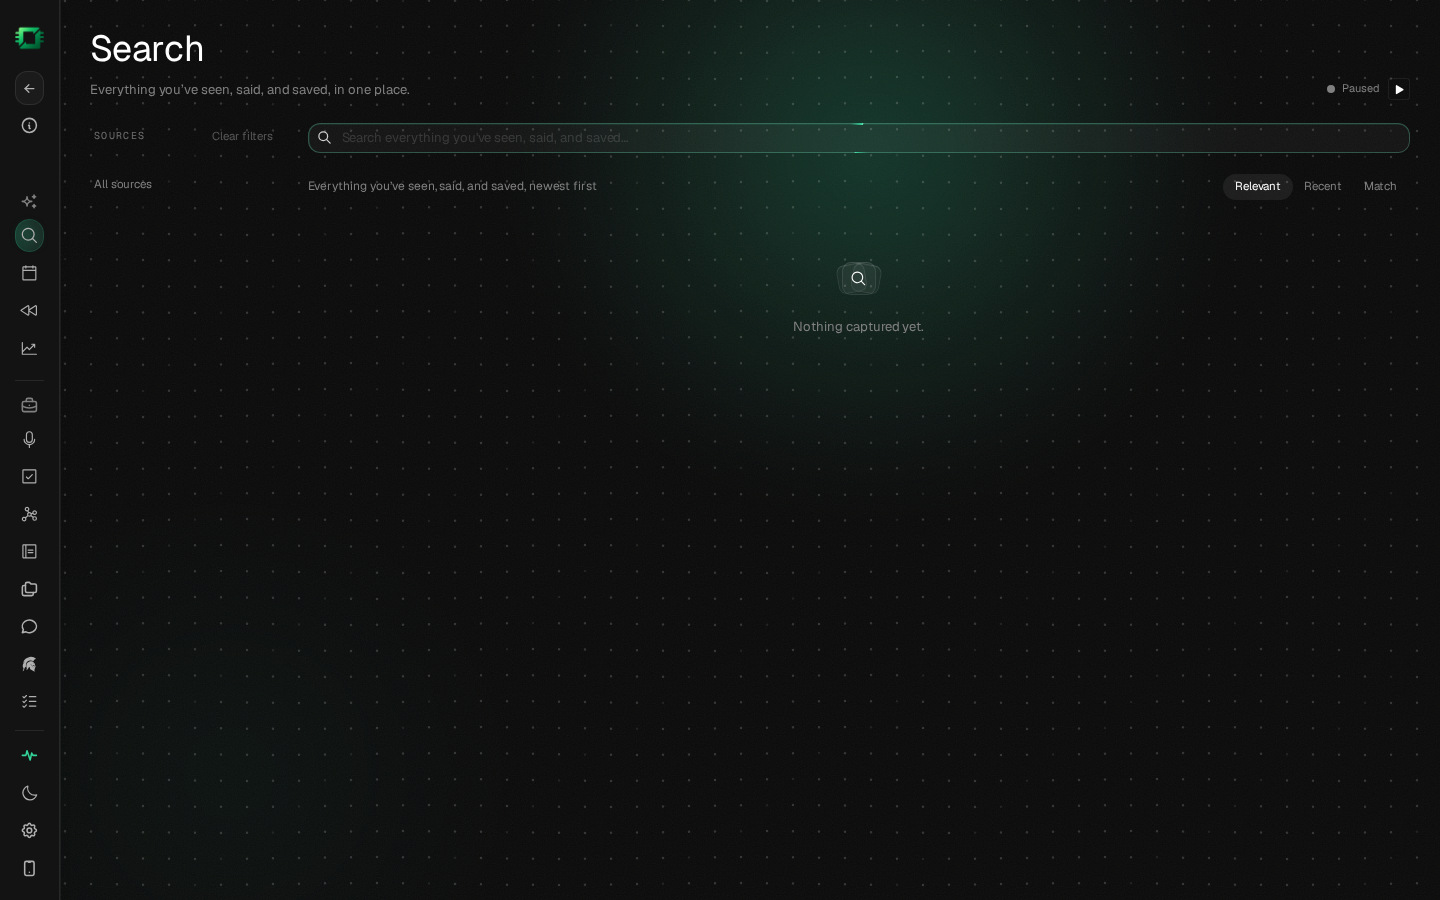 Search
Everything you've seen, said, and saved, in one place.
Paused
SOURCES
Clear filters
Search everything you've seen, said, and saved...
All sources
Everything you've seen, said, and saved, newest first
Relevant
Recent
Match
Nothing captured yet.